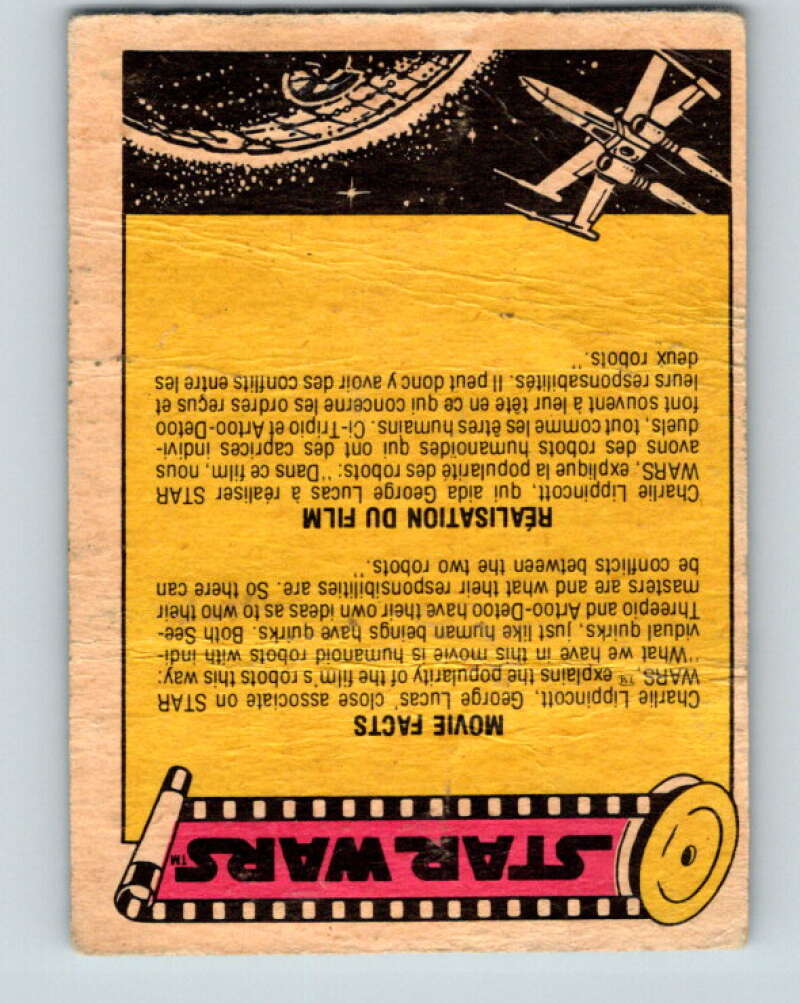 STAR WARS™
MOVIE FACTS
Charlie Lippincott, George Lucas' close associate on STAR
WARS,™ explains the popularity of the film's robots this way:
"What we have in this movie is humanoid robots with indi-
vidual quirks, just like human beings have quirks. Both See-
Threepio and Artoo-Detoo have their own ideas as to who their
masters are and what their responsibilities are. So there can
be conflicts between the two robots."
RÉALISATION DU FILM
Charlie Lippincott, qui aida George Lucas à réaliser STAR
WARS, explique la popularité des robots: "Dans ce film, nous
avons des robots humanoïdes qui ont des caprices indivi-
duels, tout comme les êtres humains. Ci-Tripio et Artoo-Detoo
font souvent à leur tête en ce qui concerne les ordres reçus et
leurs responsabilités. Il peut donc y avoir des conflits entre les
deux robots."